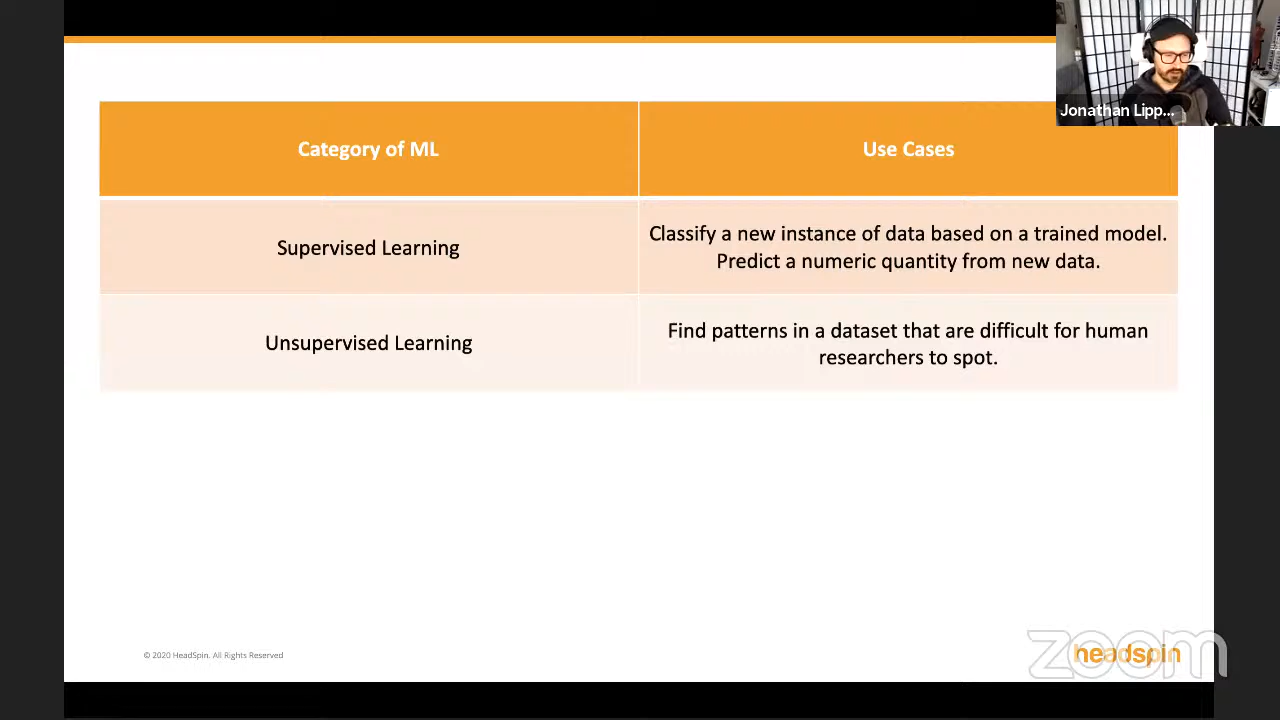 Jonathan Lipp...
Category of ML
Use Cases
Supervised Learning
Classify a new instance of data based on a trained model.
Predict a numeric quantity from new data.
Unsupervised Learning
Find patterns in a dataset that are difficult for human
researchers to spot.
© 2020 HeadSpin. All Rights Reserved
headspin
zoom